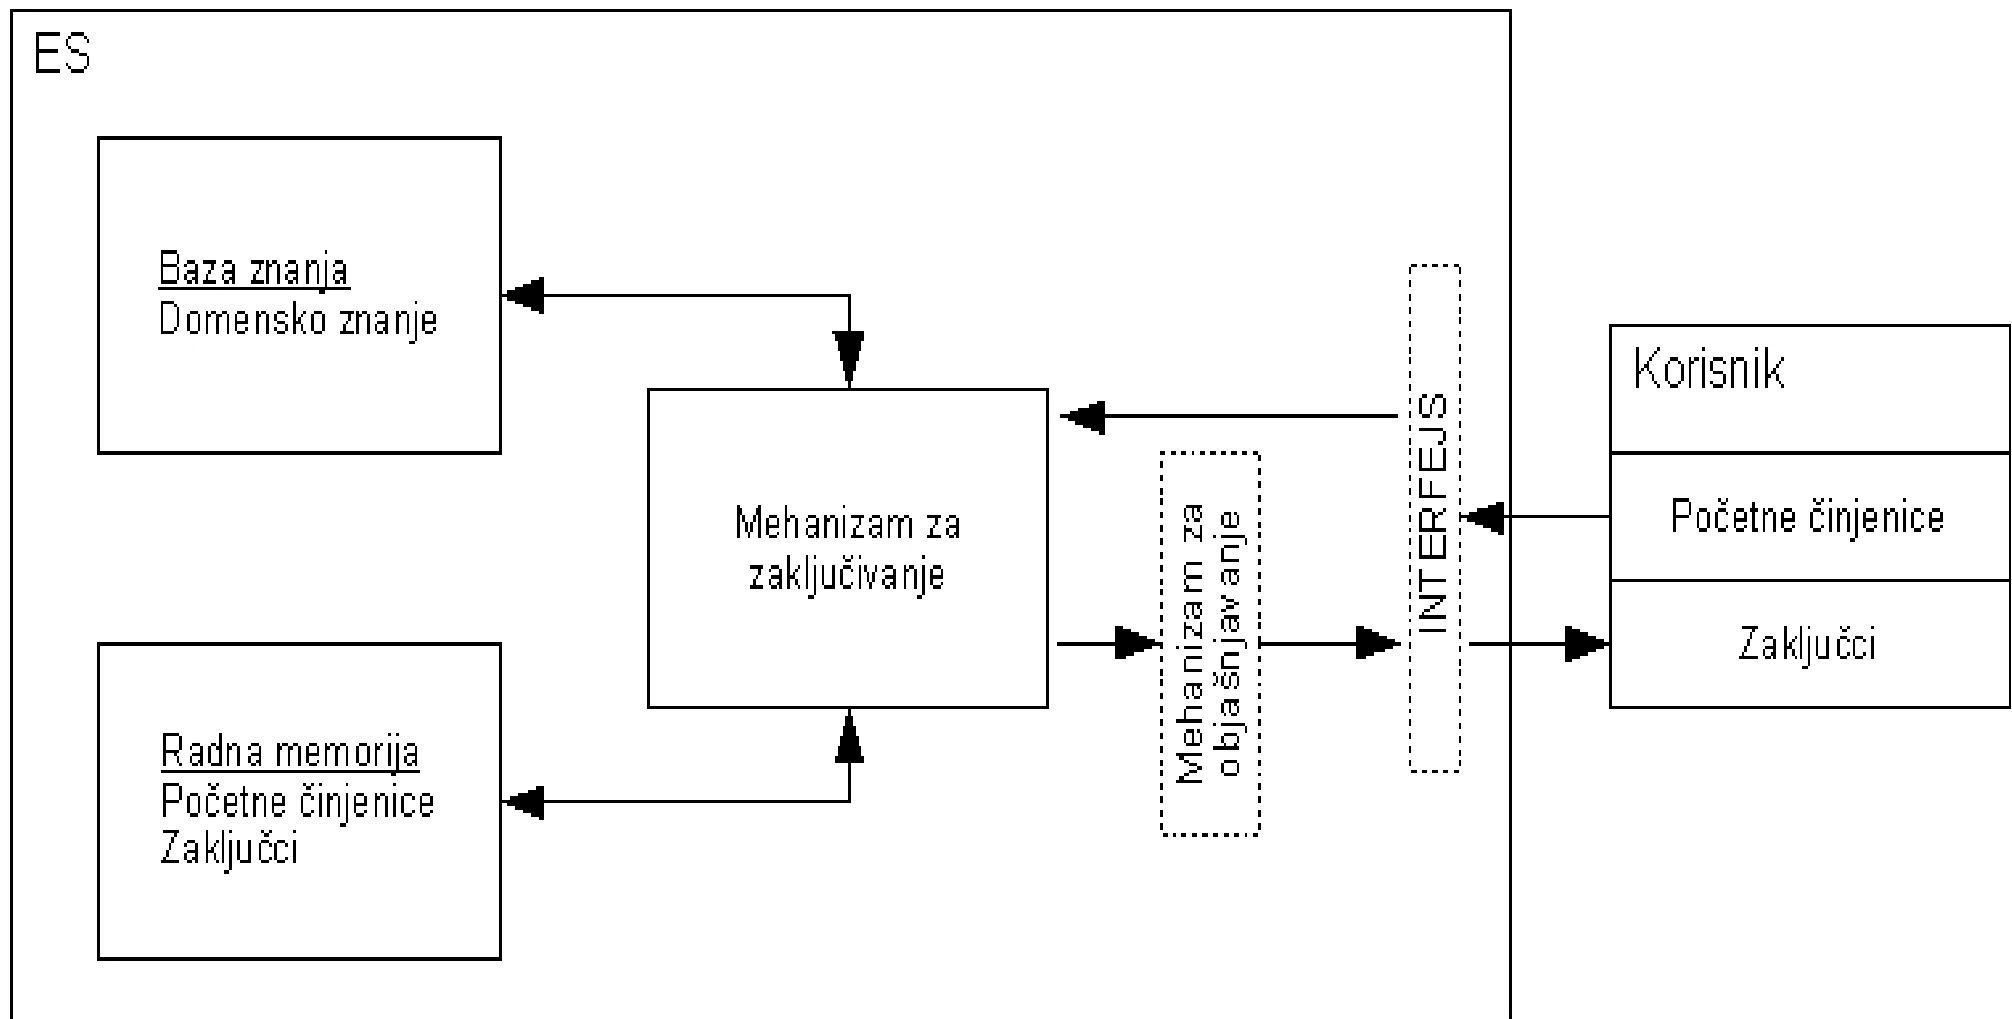 ES
Baza znanja
Domensko znanje
Mehanizam za
zaključivanje
Radna memorija
Početne činjenice
Zaključci
Mehanizam za
objašnjavanje
INTERFEJS
Korisnik
Početne činjenice
Zaključci